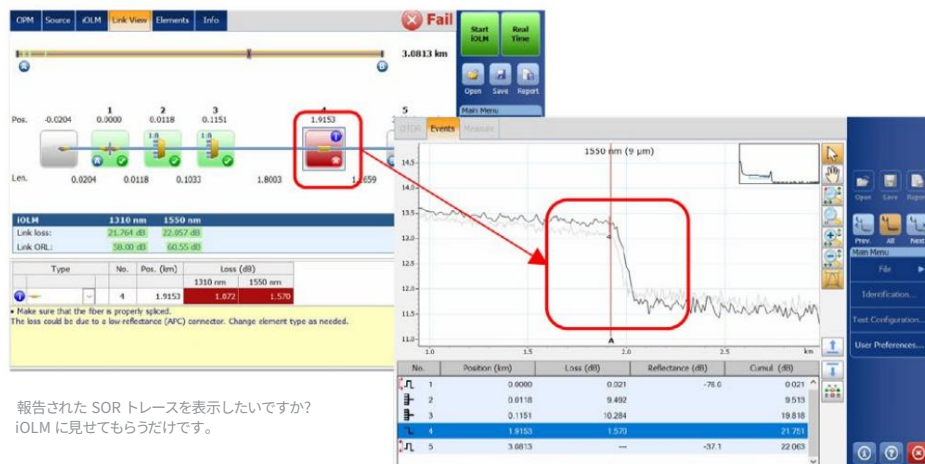 OPM Source iOLM Link View Elements Info
Fail
Start iOLM
Real Time
3.0813 km
A B
Open Save Report
Main Menu
1 2 3 4 5
Pos. -0.0204 0.0000 0.0118 0.1151 1.9153
1:8 1:8
A
Len. 0.0204 0.0118 0.1033 1.8003
iOLM 1310 nm 1550 nm
Link loss: 21.764 dB 22.057 dB
Link ORL: 58.00 dB 60.55 dB
Type No. Pos. (km) Loss (dB)
1310 nm 1550 nm
4 1.9153 1.072 1.570
• Make sure that the fiber is properly spliced.
The loss could be due to a low-reflectance (APC) connector. Change element type as needed.
報告された SOR トレースを表示したいですか?
iOLM に見せてもらうだけです。
OTDR Events Measure
1550 nm (9 µm)
14.5
14.0
13.5
13.0
12.5
12.0
11.5
11.0
4
A
1.0 1.5 2.0 2.5 km
No. Position (km) Loss (dB) Reflectance (dB) Cumul. (dB)
1 0.0000 0.021 -76.0 0.021
2 0.0118 9.492 9.513
3 0.1151 10.284 19.818
4 1.9153 1.570 21.751
5 3.0813 --- -37.1 22.063
Open Save Report
Prev. All Next
Main Menu
File
Identification...
Test Configuration...
User Preferences...